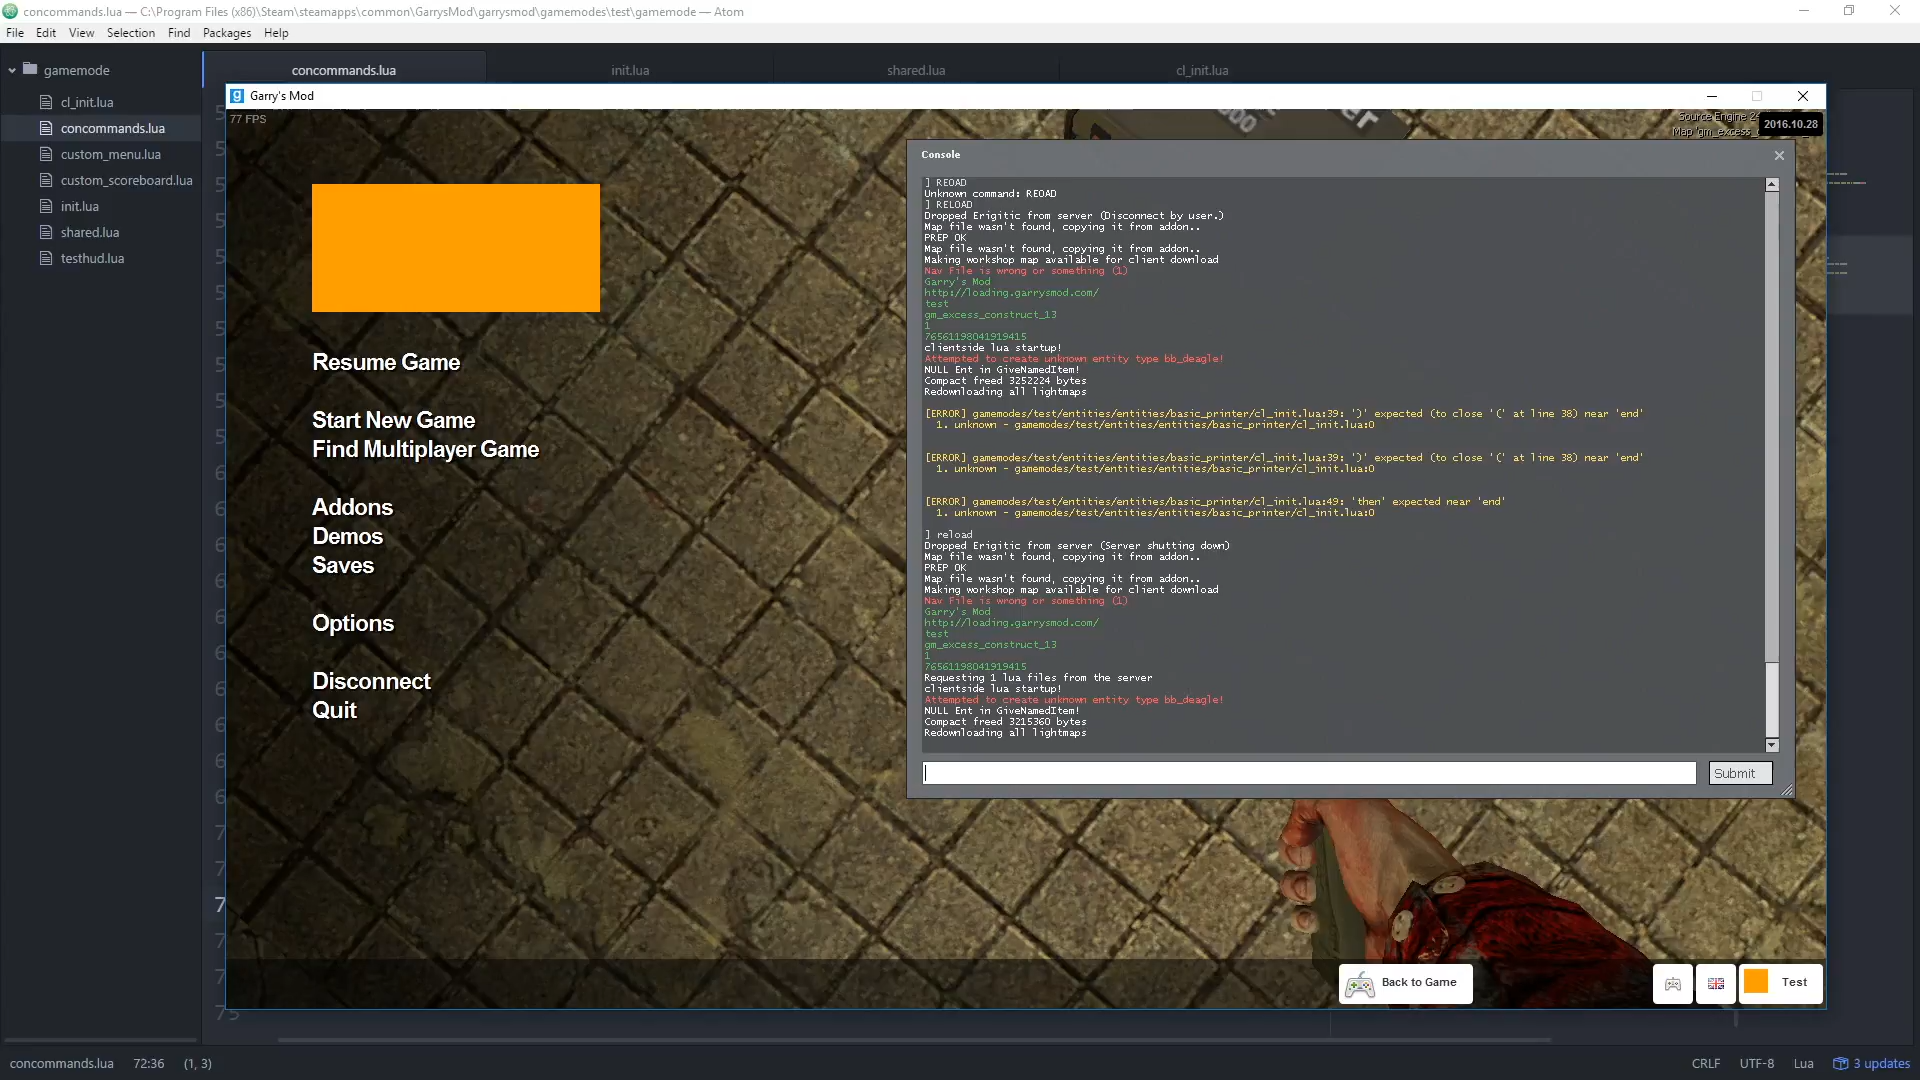 concommands.lua — C:\Program Files (x86)\Steam\steamapps\common\GarrysMod\garrysmod\gamemodes\test\gamemode — Atom
File Edit View Selection Find Packages Help
gamemode
cl_init.lua
concommands.lua
custom_menu.lua
custom_scoreboard.lua
init.lua
shared.lua
testhud.lua
concommands.lua init.lua shared.lua cl_init.lua
Garry's Mod
77 FPS
2016.10.28
Resume Game
Start New Game
Find Multiplayer Game
Addons
Demos
Saves
Options
Disconnect
Quit
Console
] REOAD
Unknown command: REOAD
] RELOAD
Dropped Erigitic from server (Disconnect by user.)
Map file wasn't found, copying it from addon..
PREP OK
Map file wasn't found, copying it from addon..
Making workshop map available for client download
Nav File is wrong or something (1)
Garry's Mod
http://loading.garrysmod.com/
test
gm_excess_construct_13
1
76561198041919415
clientside lua startup!
Attempted to create unknown entity type bb_deagle!
NULL Ent in GiveNamedItem!
Compact freed 3252224 bytes
Redownloading all lightmaps
[ERROR] gamemodes/test/entities/entities/basic_printer/cl_init.lua:39: ')' expected (to close '(' at line 38) near 'end'
1. unknown - gamemodes/test/entities/entities/basic_printer/cl_init.lua:0
[ERROR] gamemodes/test/entities/entities/basic_printer/cl_init.lua:39: ')' expected (to close '(' at line 38) near 'end'
1. unknown - gamemodes/test/entities/entities/basic_printer/cl_init.lua:0
[ERROR] gamemodes/test/entities/entities/basic_printer/cl_init.lua:49: 'then' expected near 'end'
1. unknown - gamemodes/test/entities/entities/basic_printer/cl_init.lua:0
] reload
Dropped Erigitic from server (Server shutting down)
Map file wasn't found, copying it from addon..
PREP OK
Map file wasn't found, copying it from addon..
Making workshop map available for client download
Nav File is wrong or something (1)
Garry's Mod
http://loading.garrysmod.com/
test
gm_excess_construct_13
1
76561198041919415
Requesting 1 lua files from the server
clientside lua startup!
Attempted to create unknown entity type bb_deagle!
NULL Ent in GiveNamedItem!
Compact freed 3215360 bytes
Redownloading all lightmaps
Submit
Back to Game
Test
75
concommands.lua 72:36 (1, 3)
CRLF UTF-8 Lua 3 updates